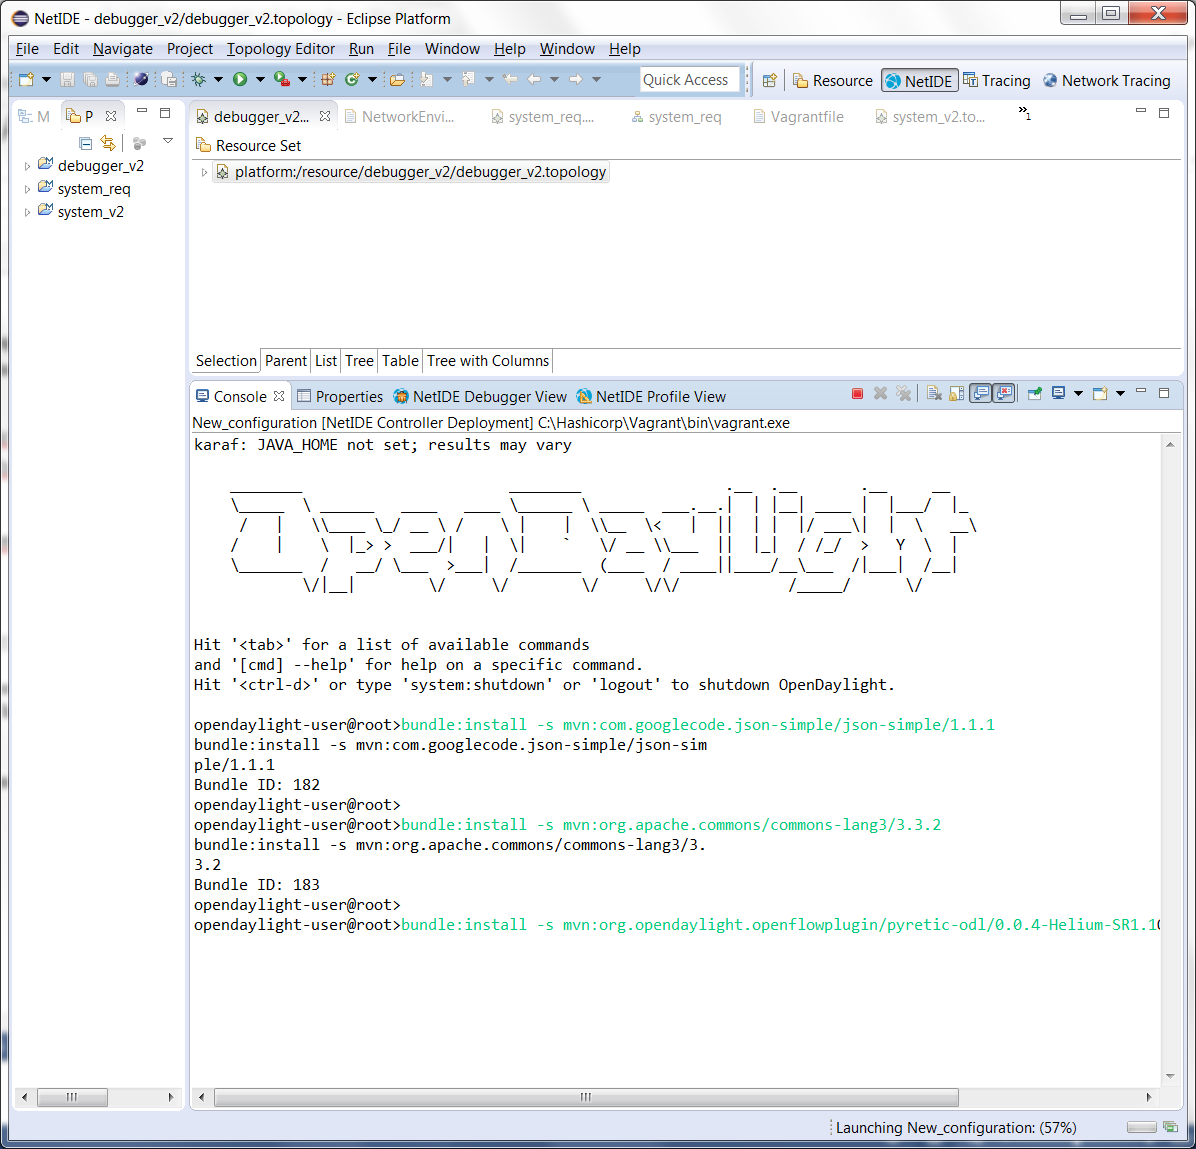 NetIDE - debugger_v2/debugger_v2.topology - Eclipse Platform
File Edit Navigate Project Topology Editor Run File Window Help Window Help
Quick Access Resource NetIDE Tracing Network Tracing
M P debugger_v2... NetworkEnvi... system_req.... system_req Vagrantfile system_v2.to... »1
Resource Set
platform:/resource/debugger_v2/debugger_v2.topology
debugger_v2
system_req
system_v2
Selection Parent List Tree Table Tree with Columns
Console Properties NetIDE Debugger View NetIDE Profile View
New_configuration [NetIDE Controller Deployment] C:\Hashicorp\Vagrant\bin\vagrant.exe
karaf: JAVA_HOME not set; results may vary
OpenDaylight
Hit '<tab>' for a list of available commands
and '[cmd] --help' for help on a specific command.
Hit '<ctrl-d>' or type 'system:shutdown' or 'logout' to shutdown OpenDaylight.
opendaylight-user@root>bundle:install -s mvn:com.googlecode.json-simple/json-simple/1.1.1
bundle:install -s mvn:com.googlecode.json-simple/json-sim
ple/1.1.1
Bundle ID: 182
opendaylight-user@root>
opendaylight-user@root>bundle:install -s mvn:org.apache.commons/commons-lang3/3.3.2
bundle:install -s mvn:org.apache.commons/commons-lang3/3.
3.2
Bundle ID: 183
opendaylight-user@root>
opendaylight-user@root>bundle:install -s mvn:org.opendaylight.openflowplugin/pyretic-odl/0.0.4-Helium-SR1.1
Launching New_configuration: (57%)